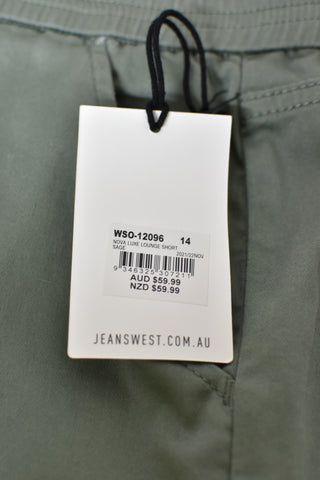 WSO-12096 14
NOVA LUXE LOUNGE SHORT
SAGE 2021/22NOV
9 346325 307211
AUD $59.99
NZD $59.99
JEANSWEST.COM.AU